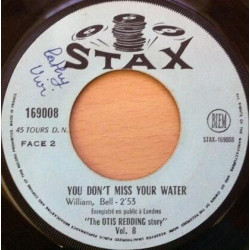 STAX
169008
45 TOURS D. N.
FACE 2
BIEM
STAX-169008
YOU DON'T MISS YOUR WATER
William, Bell - 2'53
Enregistré en public à Londres
"The OTIS REDDING story"
Vol. 8